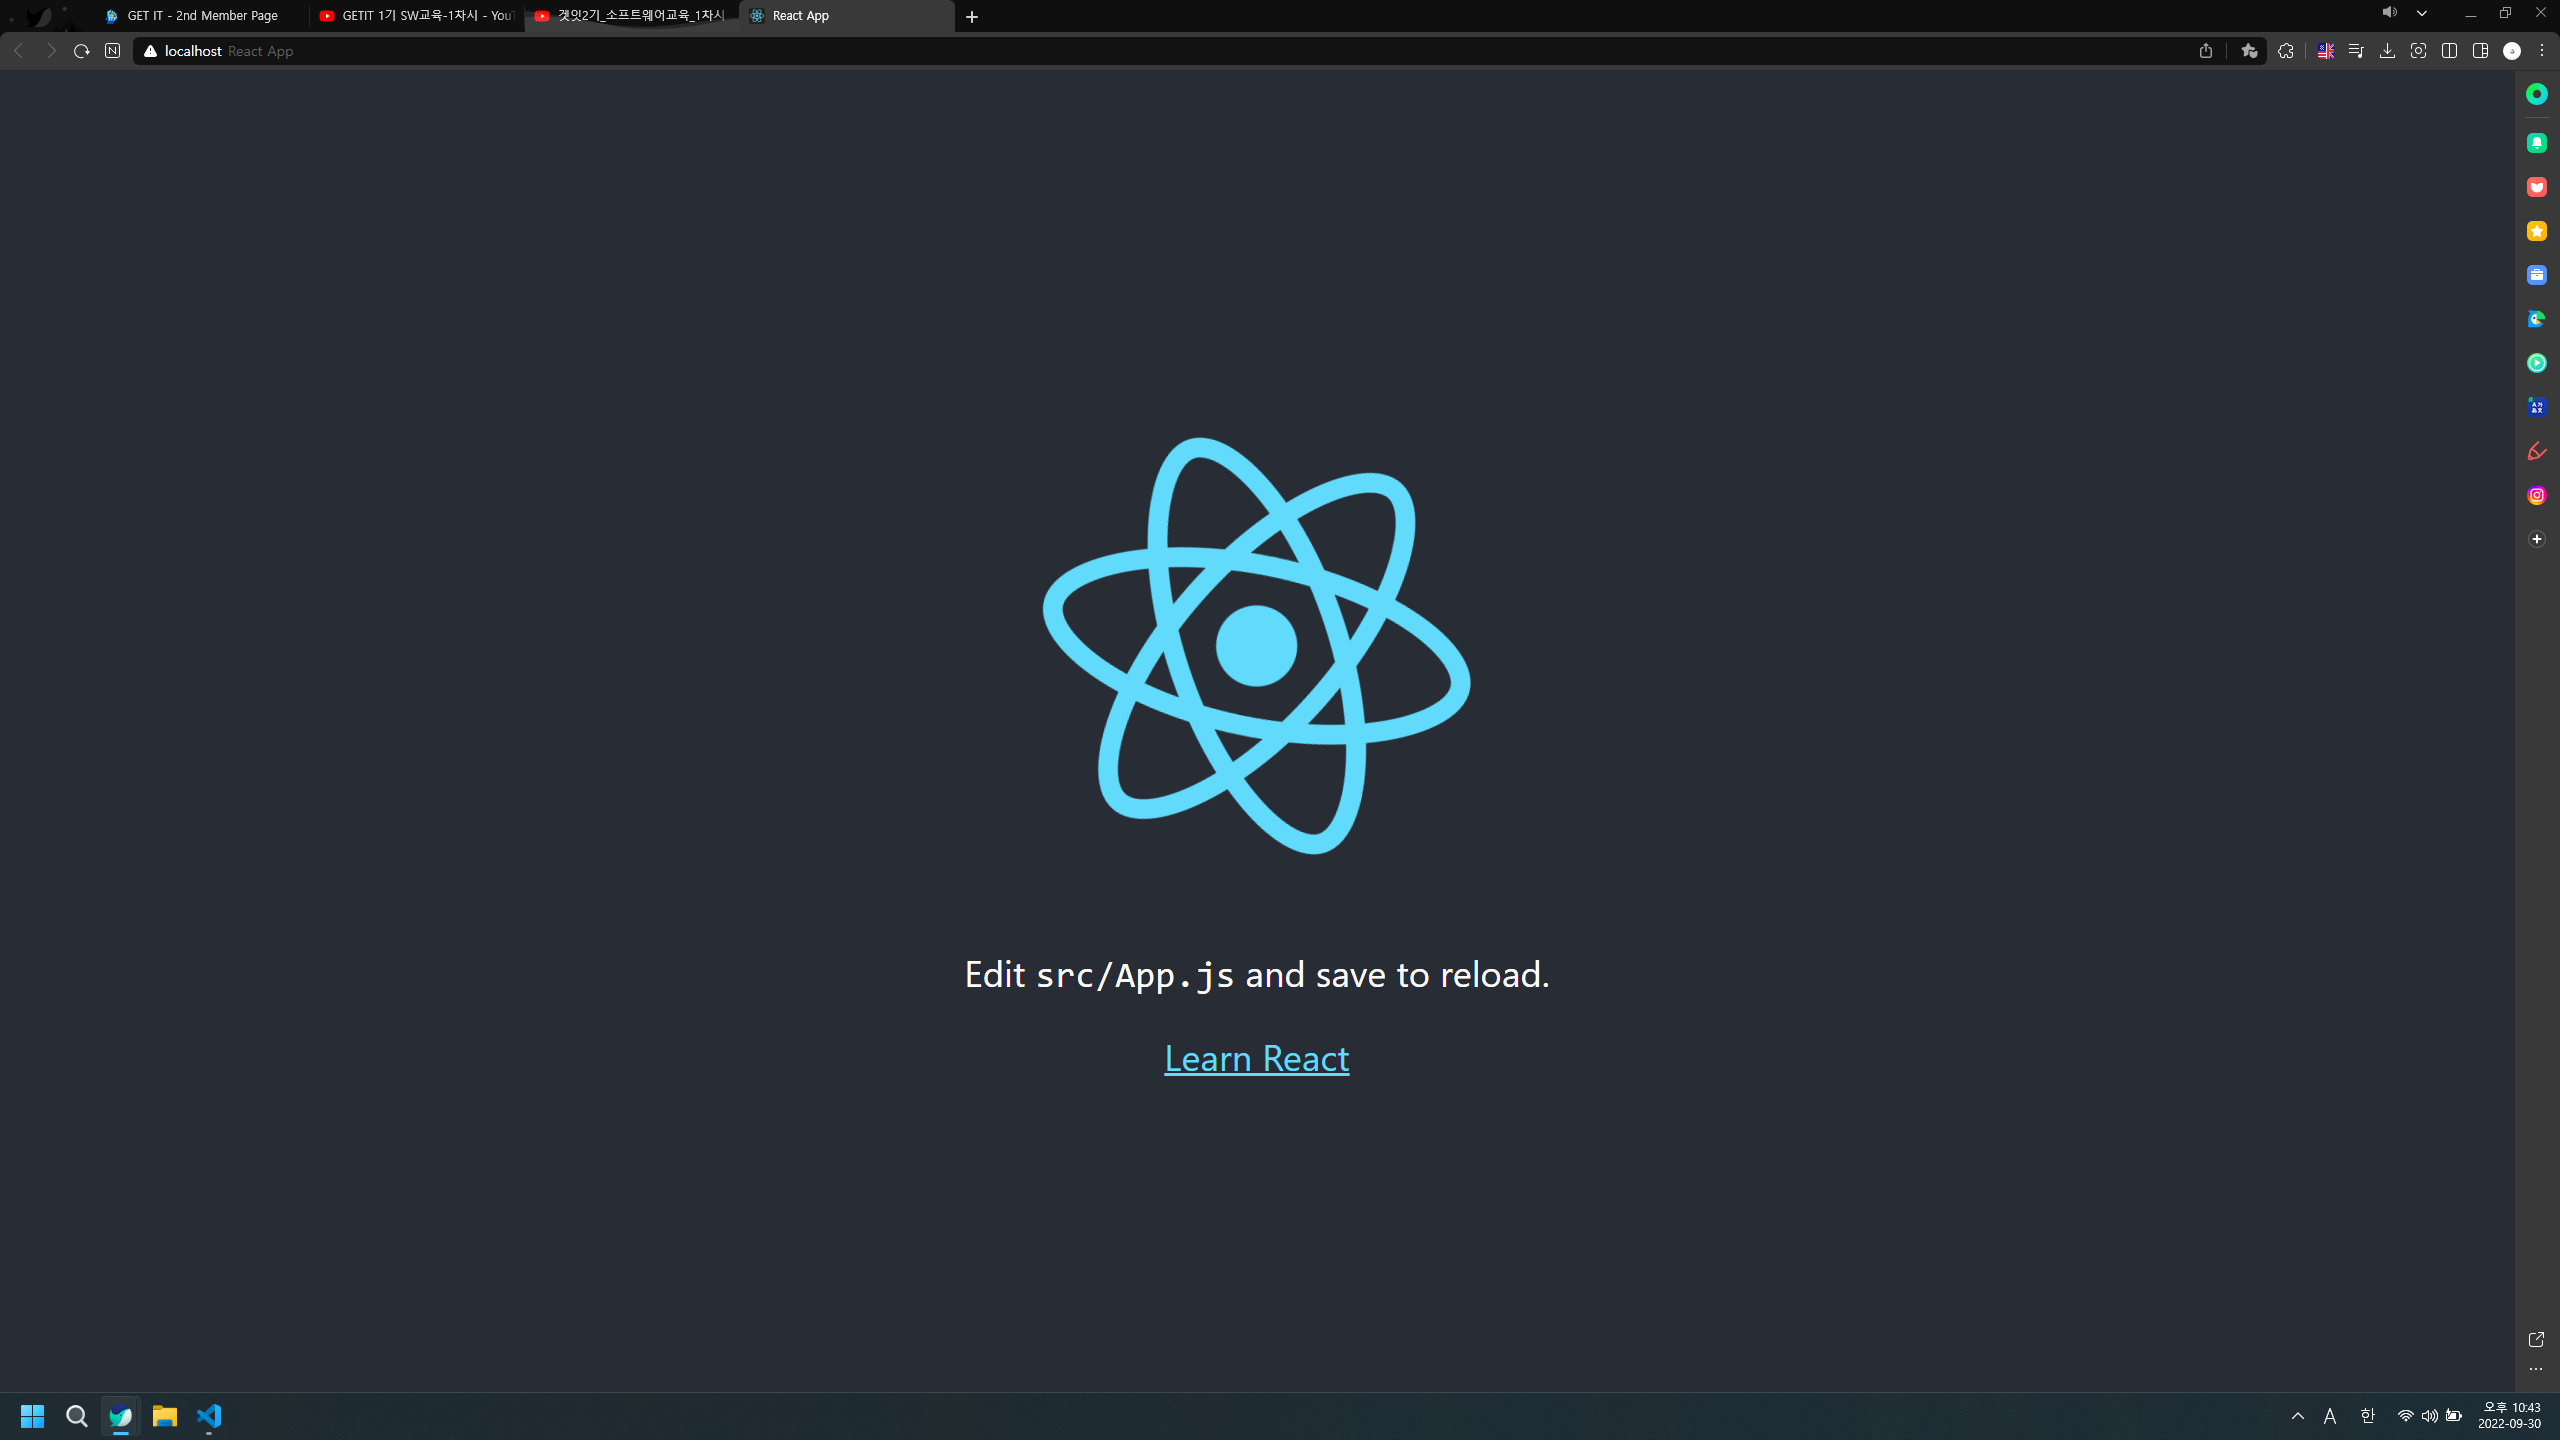 GET IT - 2nd Member Page
GETIT 1기 SW교육-1차시 - YouT
겟잇2기_소프트웨어교육_1차시
React App
localhost React App
Edit src/App.js and save to reload.
Learn React
A 한
오후 10:43
2022-09-30